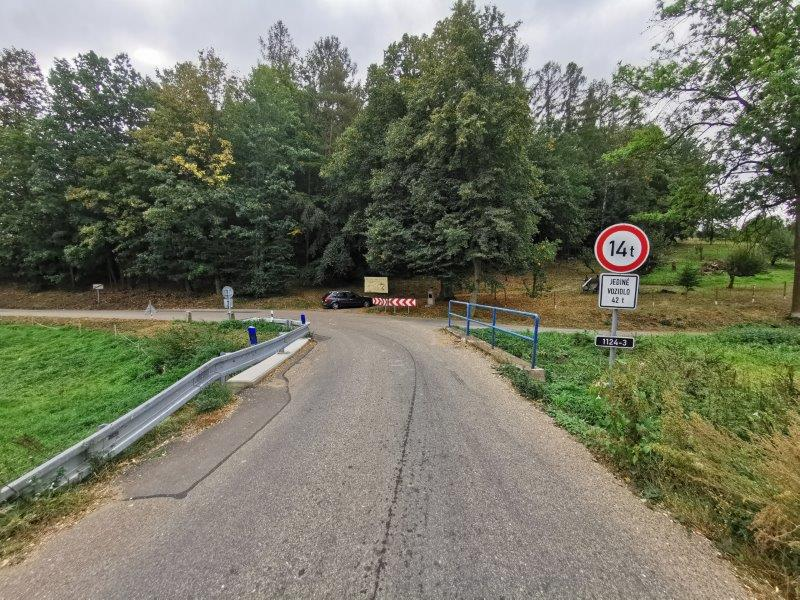 14t
JEDINÉ
VOZIDLO
42 t
1124-3